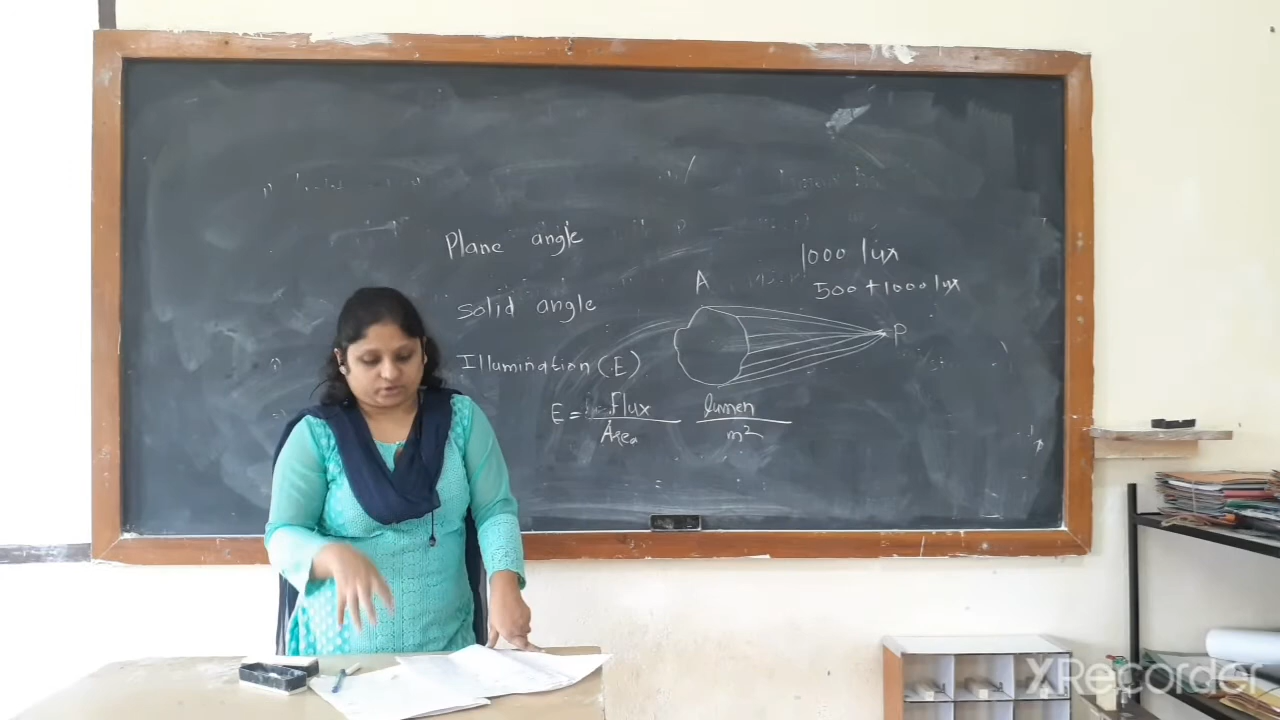 Plane angle
Solid angle
Illumination (E)
E = Flux / Area lumen / m²
1000 lux
500 + 1000 lux
A
P
XRecorder